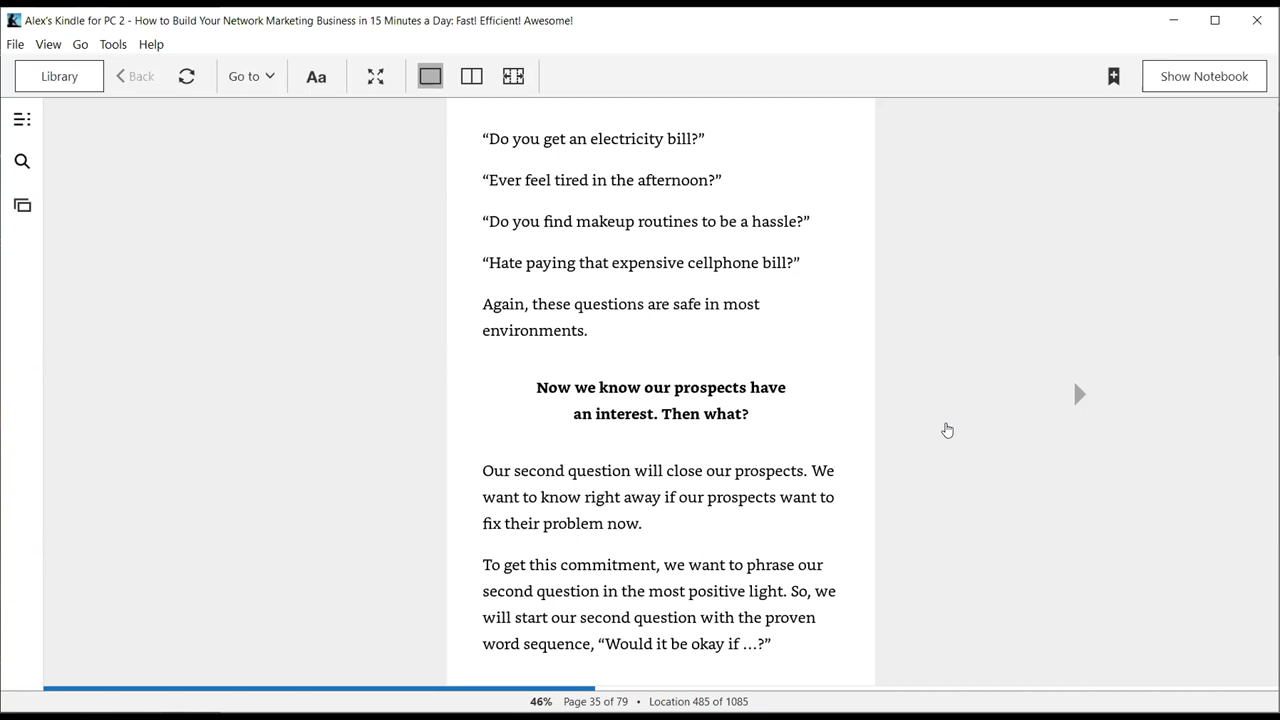 Alex's Kindle for PC 2 - How to Build Your Network Marketing Business in 15 Minutes a Day: Fast! Efficient! Awesome!
File View Go Tools Help
Library Back Go to Aa Show Notebook
“Do you get an electricity bill?”
“Ever feel tired in the afternoon?”
“Do you find makeup routines to be a hassle?”
“Hate paying that expensive cellphone bill?”
Again, these questions are safe in most
environments.
Now we know our prospects have
an interest. Then what?
Our second question will close our prospects. We
want to know right away if our prospects want to
fix their problem now.
To get this commitment, we want to phrase our
second question in the most positive light. So, we
will start our second question with the proven
word sequence, “Would it be okay if …?”
46% Page 35 of 79 • Location 485 of 1085